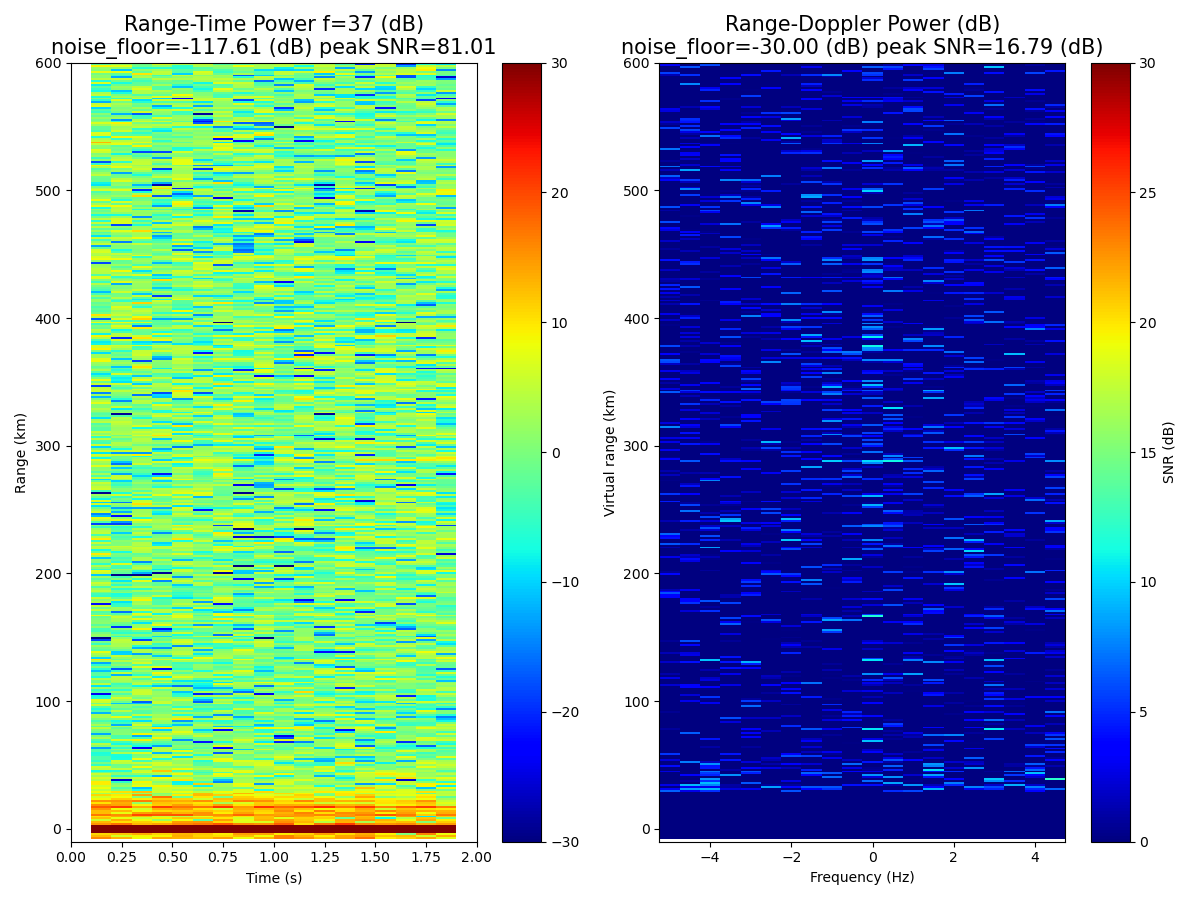 Range-Time Power f=37 (dB)
noise_floor=-117.61 (dB) peak SNR=81.01
Range-Doppler Power (dB)
noise_floor=-30.00 (dB) peak SNR=16.79 (dB)
600
500
400
300
200
100
0
Range (km)
0.00 0.25 0.50 0.75 1.00 1.25 1.50 1.75 2.00
Time (s)
30
20
10
0
−10
−20
−30
600
500
400
300
200
100
0
Virtual range (km)
−4 −2 0 2 4
Frequency (Hz)
30
25
20
15
10
5
0
SNR (dB)